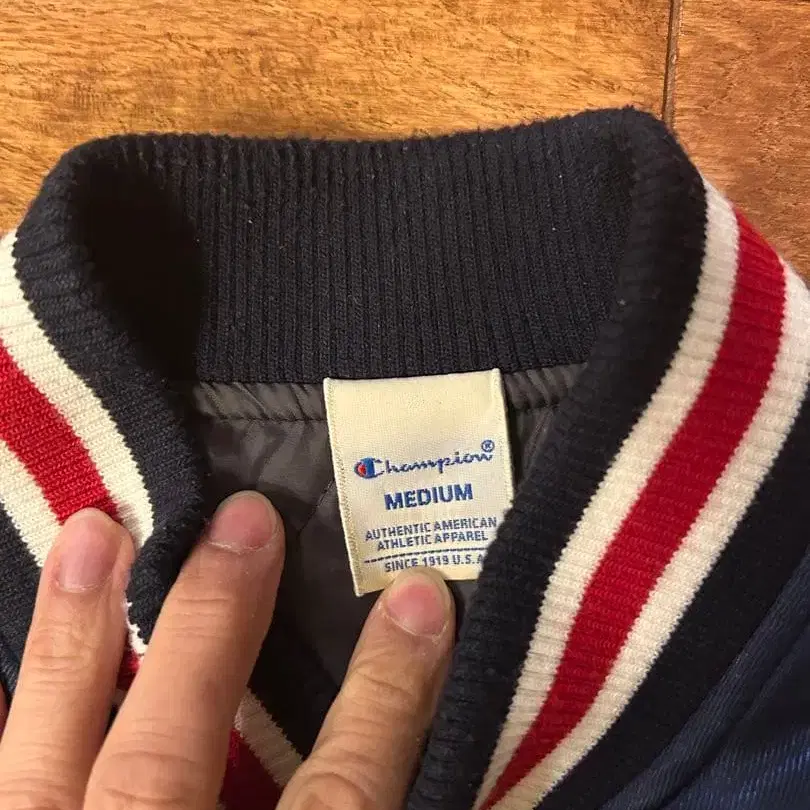 Champion®
MEDIUM
AUTHENTIC AMERICAN
ATHLETIC APPAREL
SINCE 1919 U.S.A